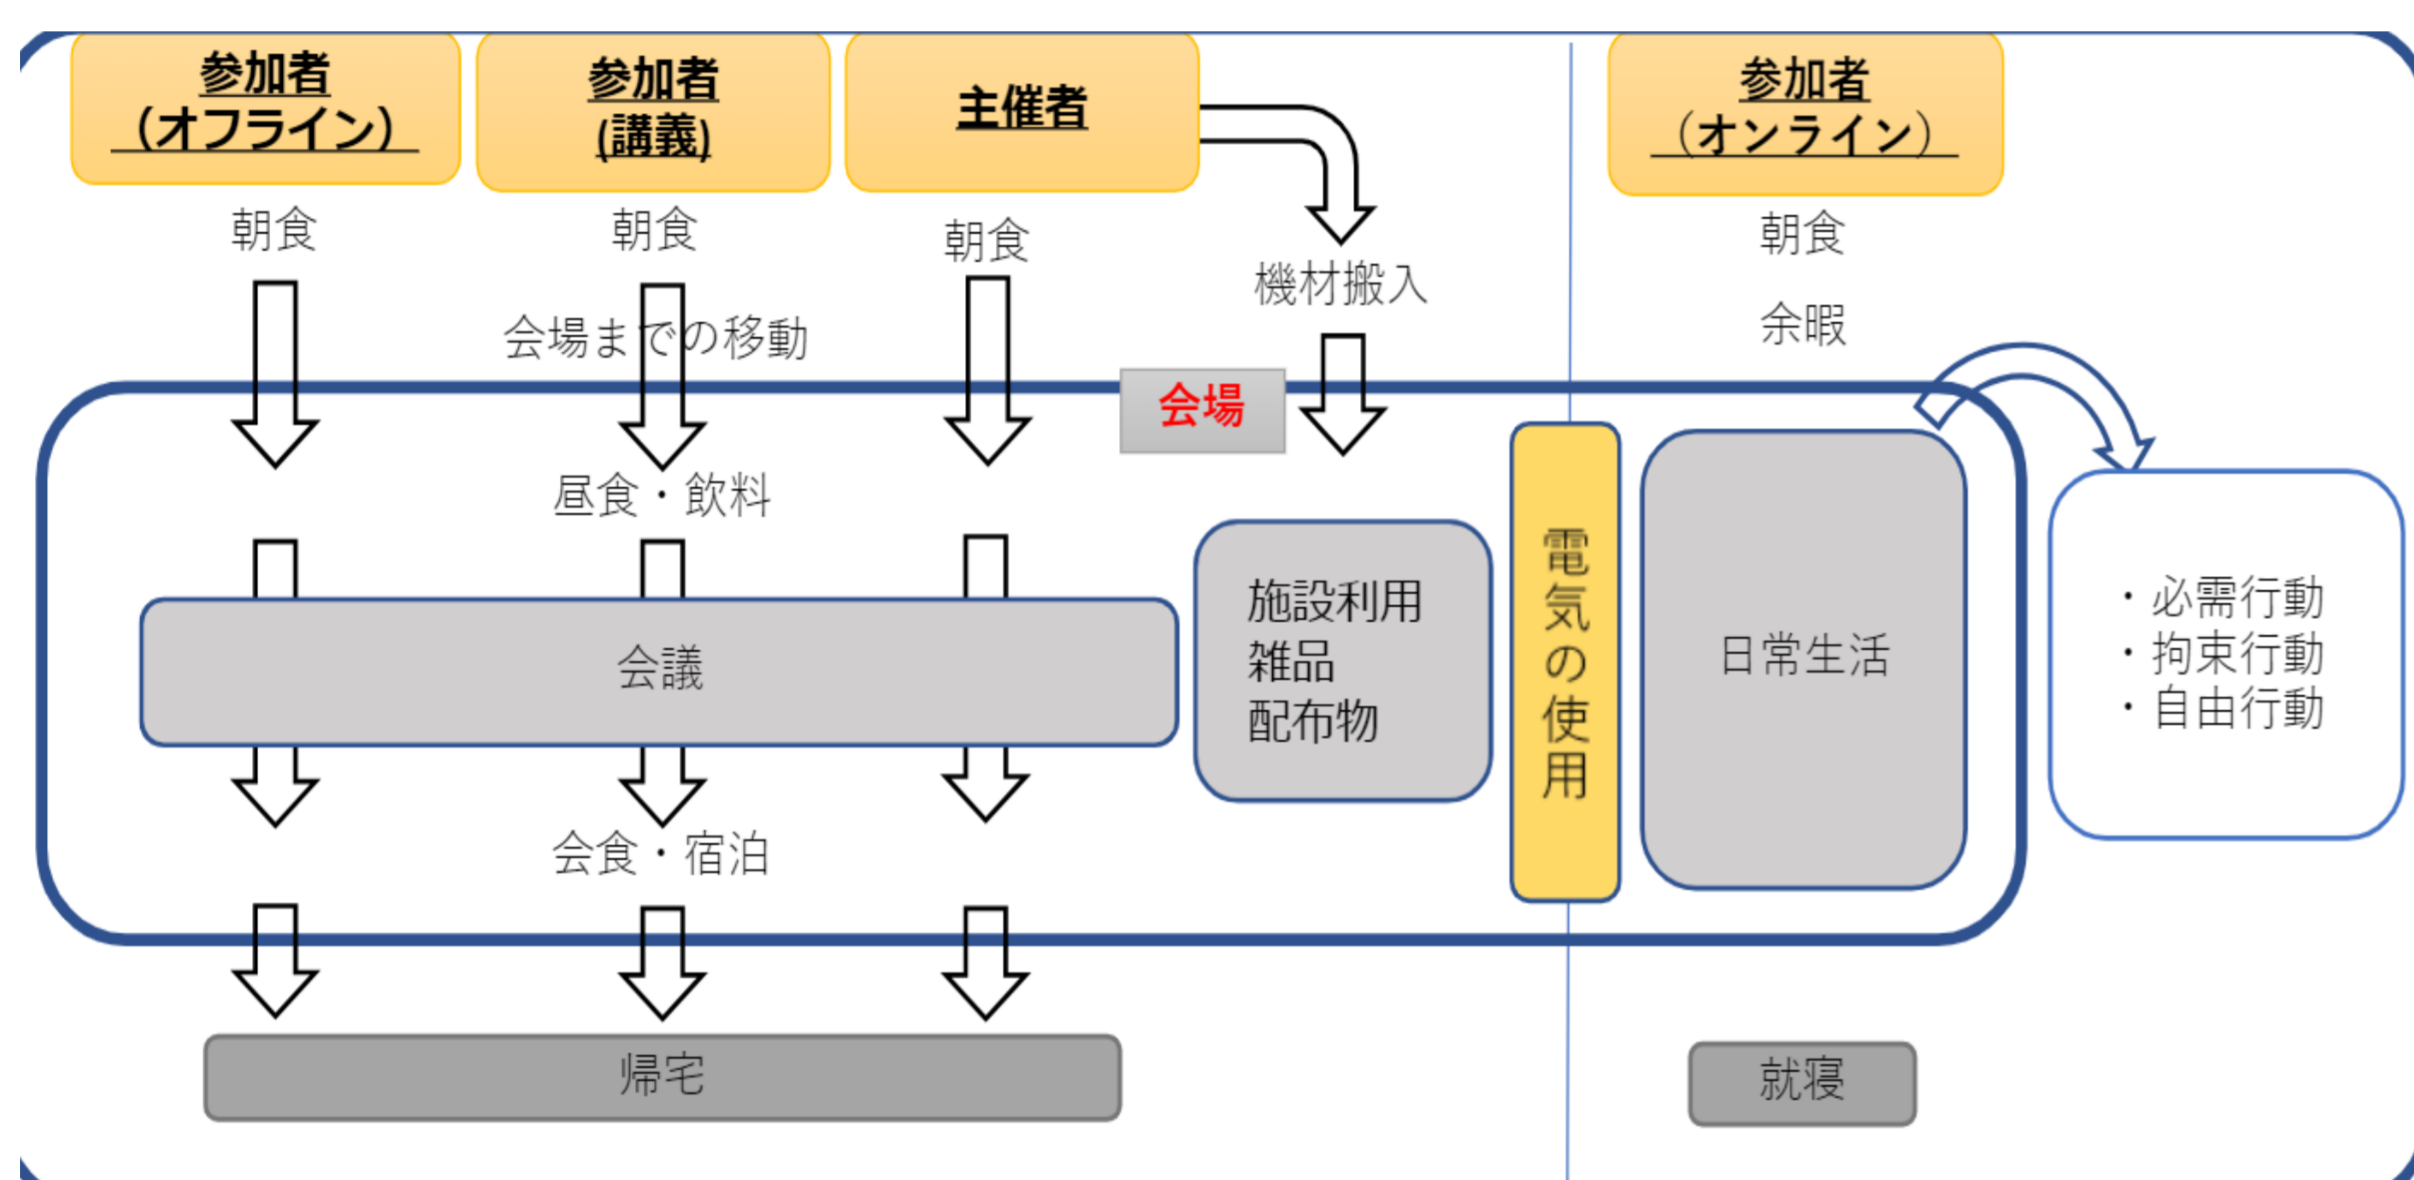 参加者
（オフライン）
参加者
(講義)
主催者
参加者
（オンライン）
朝食
朝食
朝食
朝食
機材搬入
余暇
会場までの移動
会場
昼食・飲料
電気の使用
施設利用
雑品
配布物
会議
日常生活
・必需行動
・拘束行動
・自由行動
会食・宿泊
帰宅
就寝